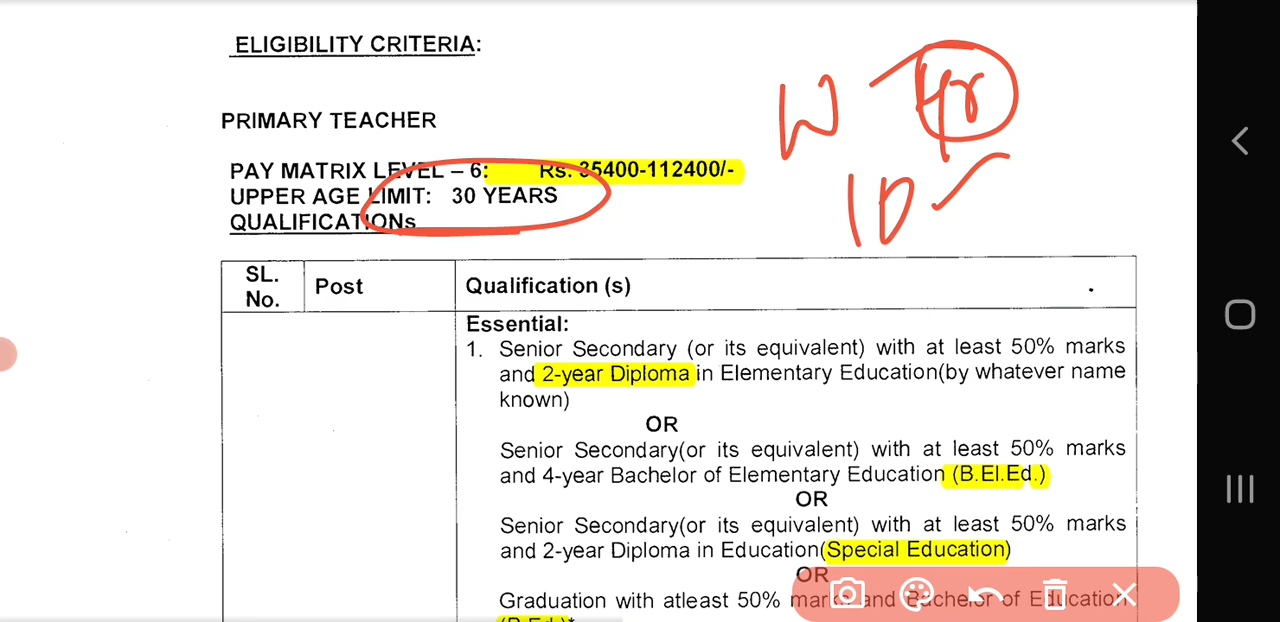 ELIGIBILITY CRITERIA:
PRIMARY TEACHER
PAY MATRIX LEVEL – 6: Rs. 35400-112400/-
UPPER AGE LIMIT: 30 YEARS
QUALIFICATIONs
W
10
SL. No. Post Qualification (s)
Essential:
1. Senior Secondary (or its equivalent) with at least 50% marks
and 2-year Diploma in Elementary Education(by whatever name
known)
OR
Senior Secondary(or its equivalent) with at least 50% marks
and 4-year Bachelor of Elementary Education (B.El.Ed.)
OR
Senior Secondary(or its equivalent) with at least 50% marks
and 2-year Diploma in Education(Special Education)
OR
Graduation with atleast 50% marks and Bachelor of Education
(B.Ed)*